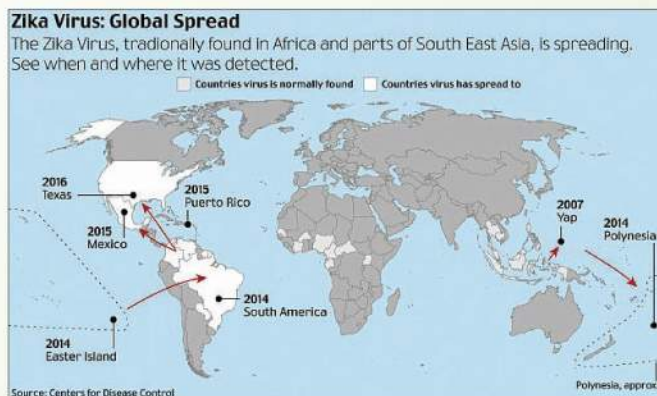 Zika Virus: Global Spread
The Zika Virus, tradionally found in Africa and parts of South East Asia, is spreading.
See when and where it was detected.
Countries virus is normally found
Countries virus has spread to
2016
Texas
2015
Puerto Rico
2015
Mexico
2007
Yap
2014
Polynesia
2014
South America
2014
Easter Island
Source: Centers for Disease Control
Polynesia, approx